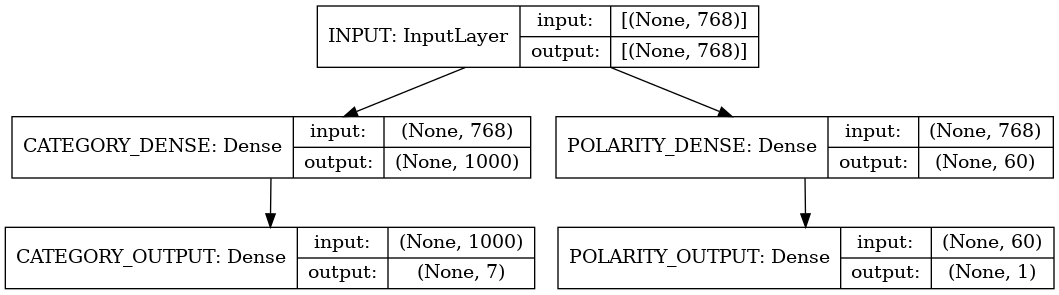 INPUT: InputLayer
input: [(None, 768)]
output: [(None, 768)]
CATEGORY_DENSE: Dense
input: (None, 768)
output: (None, 1000)
POLARITY_DENSE: Dense
input: (None, 768)
output: (None, 60)
CATEGORY_OUTPUT: Dense
input: (None, 1000)
output: (None, 7)
POLARITY_OUTPUT: Dense
input: (None, 60)
output: (None, 1)